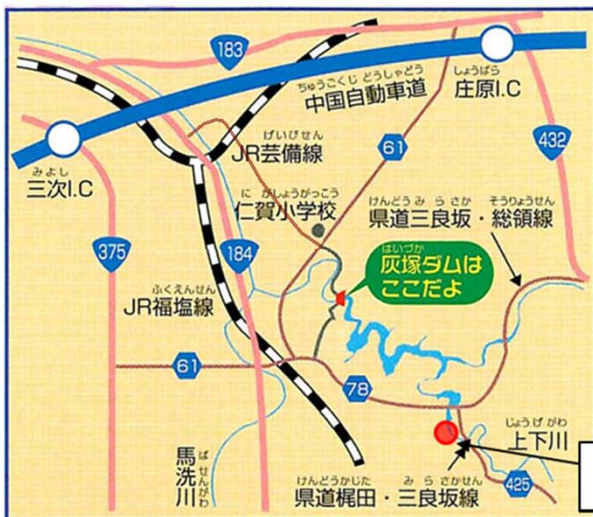 183
ちゅうごくじどうしゃどう
中国自動車道
しょうばら
庄原I.C
みよし
三次I.C
げいびせん
JR芸備線
61
432
にがしょうがっこう
仁賀小学校
けんどうみらさか・そうりょうせん
県道三良坂・総領線
375
184
はいづか
灰塚ダムは
ここだよ
ふくえんせん
JR福塩線
61
78
じょうげがわ
上下川
ばせんがわ
馬洗川
けんどうかじた・みらさかせん
県道梶田・三良坂線
425